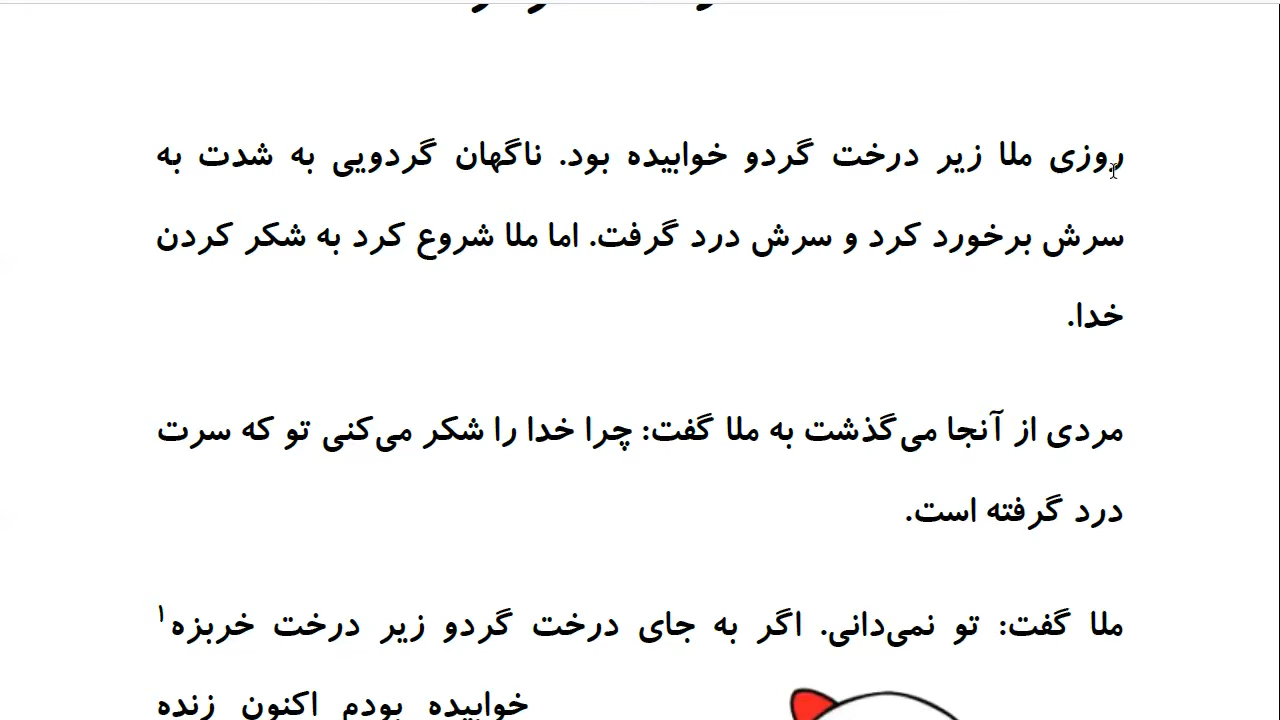 روزی ملا زیر درخت گردو خوابیده بود. ناگهان گردویی به شدت به
سرش برخورد کرد و سرش درد گرفت. اما ملا شروع کرد به شکر کردن
خدا.
مردی از آنجا می‌گذشت به ملا گفت: چرا خدا را شکر می‌کنی تو که سرت
درد گرفته است.
ملا گفت: تو نمی‌دانی. اگر به جای درخت گردو زیر درخت خربزه۱
خوابیده بودم اکنون زنده